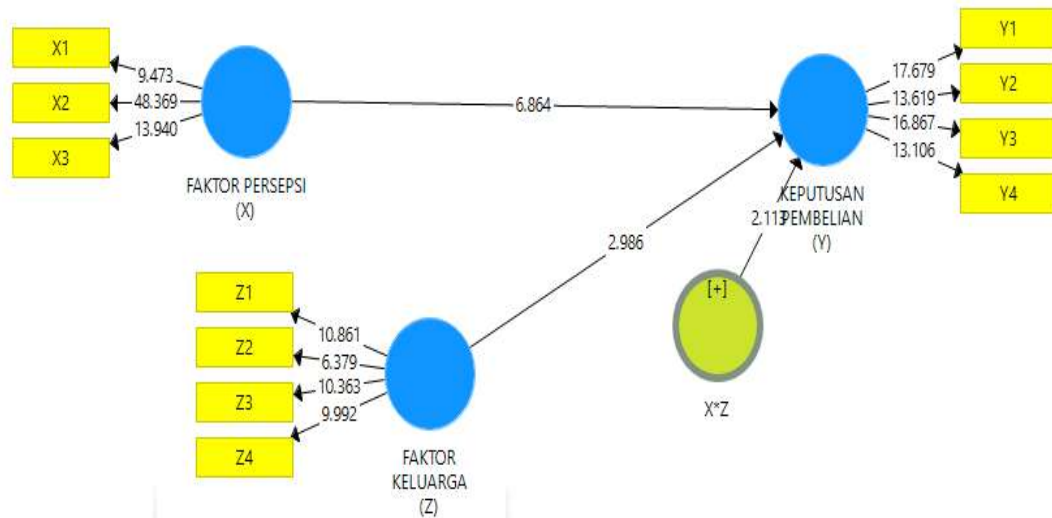 X1
X2
X3
9.473
48.369
13.940
FAKTOR PERSEPSI
(X)
6.864
Y1
Y2
Y3
Y4
17.679
13.619
16.867
13.106
KEPUTUSAN
PEMBELIAN
(Y)
2.986
2.113
[+]
X*Z
Z1
Z2
Z3
Z4
10.861
6.379
10.363
9.992
FAKTOR
KELUARGA
(Z)